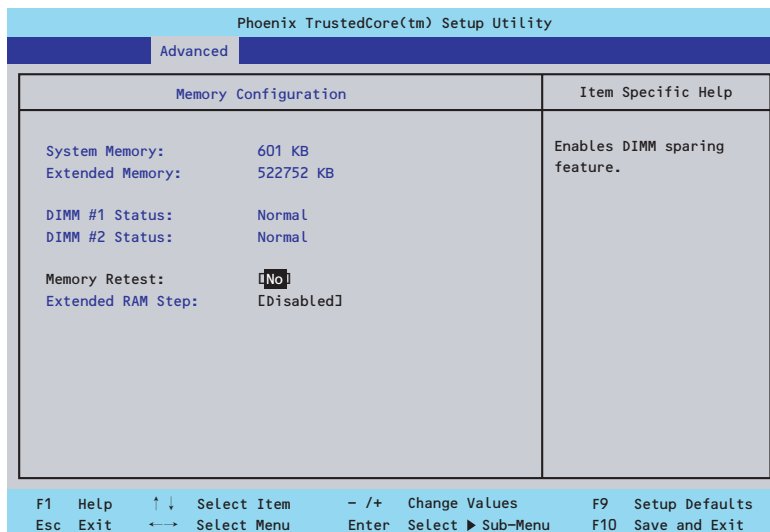 Phoenix TrustedCore(tm) Setup Utility
Advanced
Memory Configuration
Item Specific Help
System Memory: 601 KB
Extended Memory: 522752 KB
DIMM #1 Status: Normal
DIMM #2 Status: Normal
Memory Retest: [No]
Extended RAM Step: [Disabled]
Enables DIMM sparing
feature.
F1 Help ↑↓ Select Item - /+ Change Values F9 Setup Defaults
Esc Exit ←→ Select Menu Enter Select ▶ Sub-Menu F10 Save and Exit